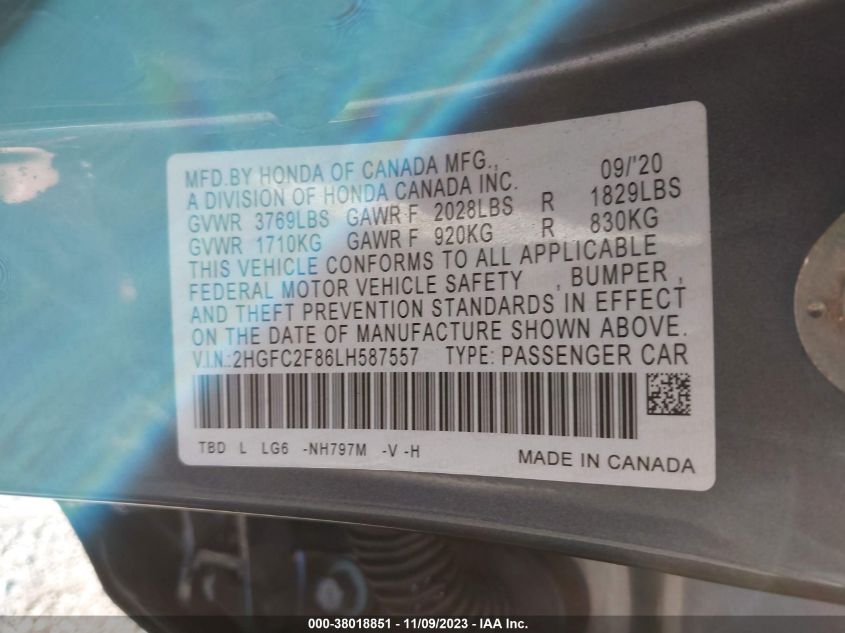 MFD.BY HONDA OF CANADA MFG., 09/'20
A DIVISION OF HONDA CANADA INC.
GVWR 3769LBS GAWR F 2028LBS R 1829LBS
GVWR 1710KG GAWR F 920KG R 830KG
THIS VEHICLE CONFORMS TO ALL APPLICABLE
FEDERAL MOTOR VEHICLE SAFETY , BUMPER ,
AND THEFT PREVENTION STANDARDS IN EFFECT
ON THE DATE OF MANUFACTURE SHOWN ABOVE.
V.I.N.:2HGFC2F86LH587557 TYPE: PASSENGER CAR
TBD L LG6 -NH797M -V -H
MADE IN CANADA
000-38018851 - 11/09/2023 - IAA Inc.